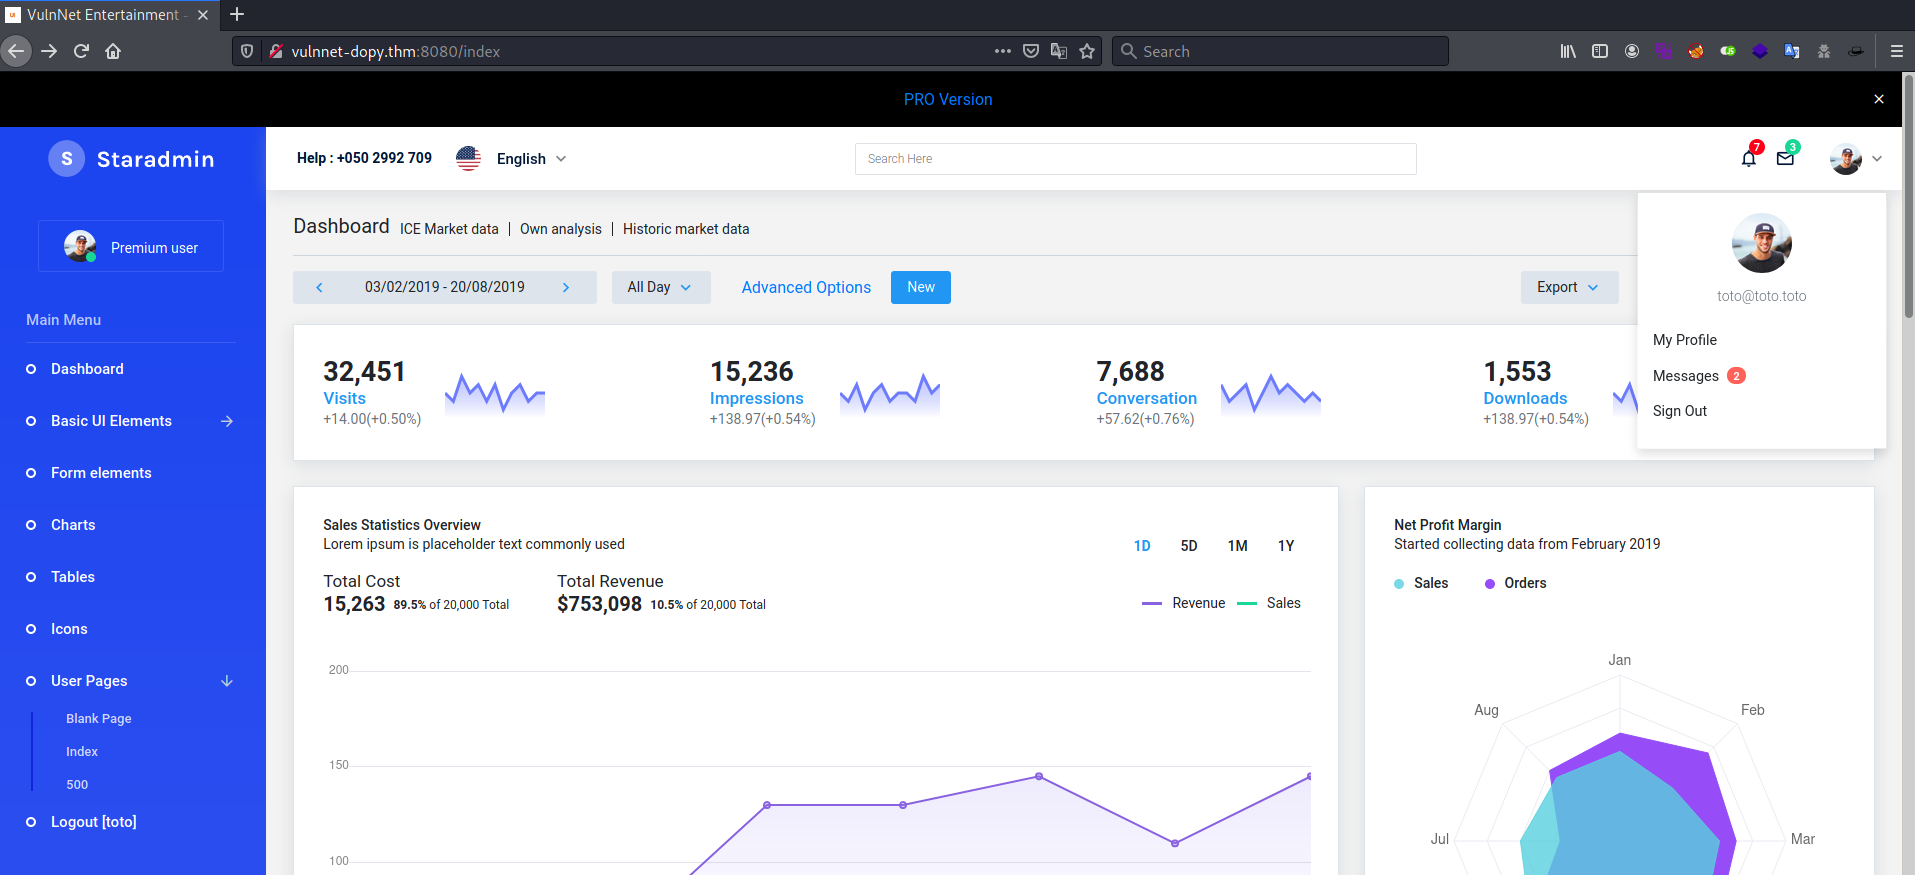 VulnNet Entertainment -
vulnnet-dopy.thm:8080/index
Search
PRO Version
S Staradmin
Help : +050 2992 709
English
Search Here
7
3
Premium user
Main Menu
Dashboard
Basic UI Elements
Form elements
Charts
Tables
Icons
User Pages
Blank Page
Index
500
Logout [toto]
Dashboard ICE Market data | Own analysis | Historic market data
03/02/2019 - 20/08/2019
All Day
Advanced Options
New
Export
toto@toto.toto
My Profile
Messages 2
Sign Out
32,451
Visits
+14.00(+0.50%)
15,236
Impressions
+138.97(+0.54%)
7,688
Conversation
+57.62(+0.76%)
1,553
Downloads
+138.97(+0.54%)
Sales Statistics Overview
Lorem ipsum is placeholder text commonly used
1D 5D 1M 1Y
Total Cost
15,263 89.5% of 20,000 Total
Total Revenue
$753,098 10.5% of 20,000 Total
Revenue Sales
200
150
100
Net Profit Margin
Started collecting data from February 2019
Sales Orders
Jan
Aug
Feb
Jul
Mar